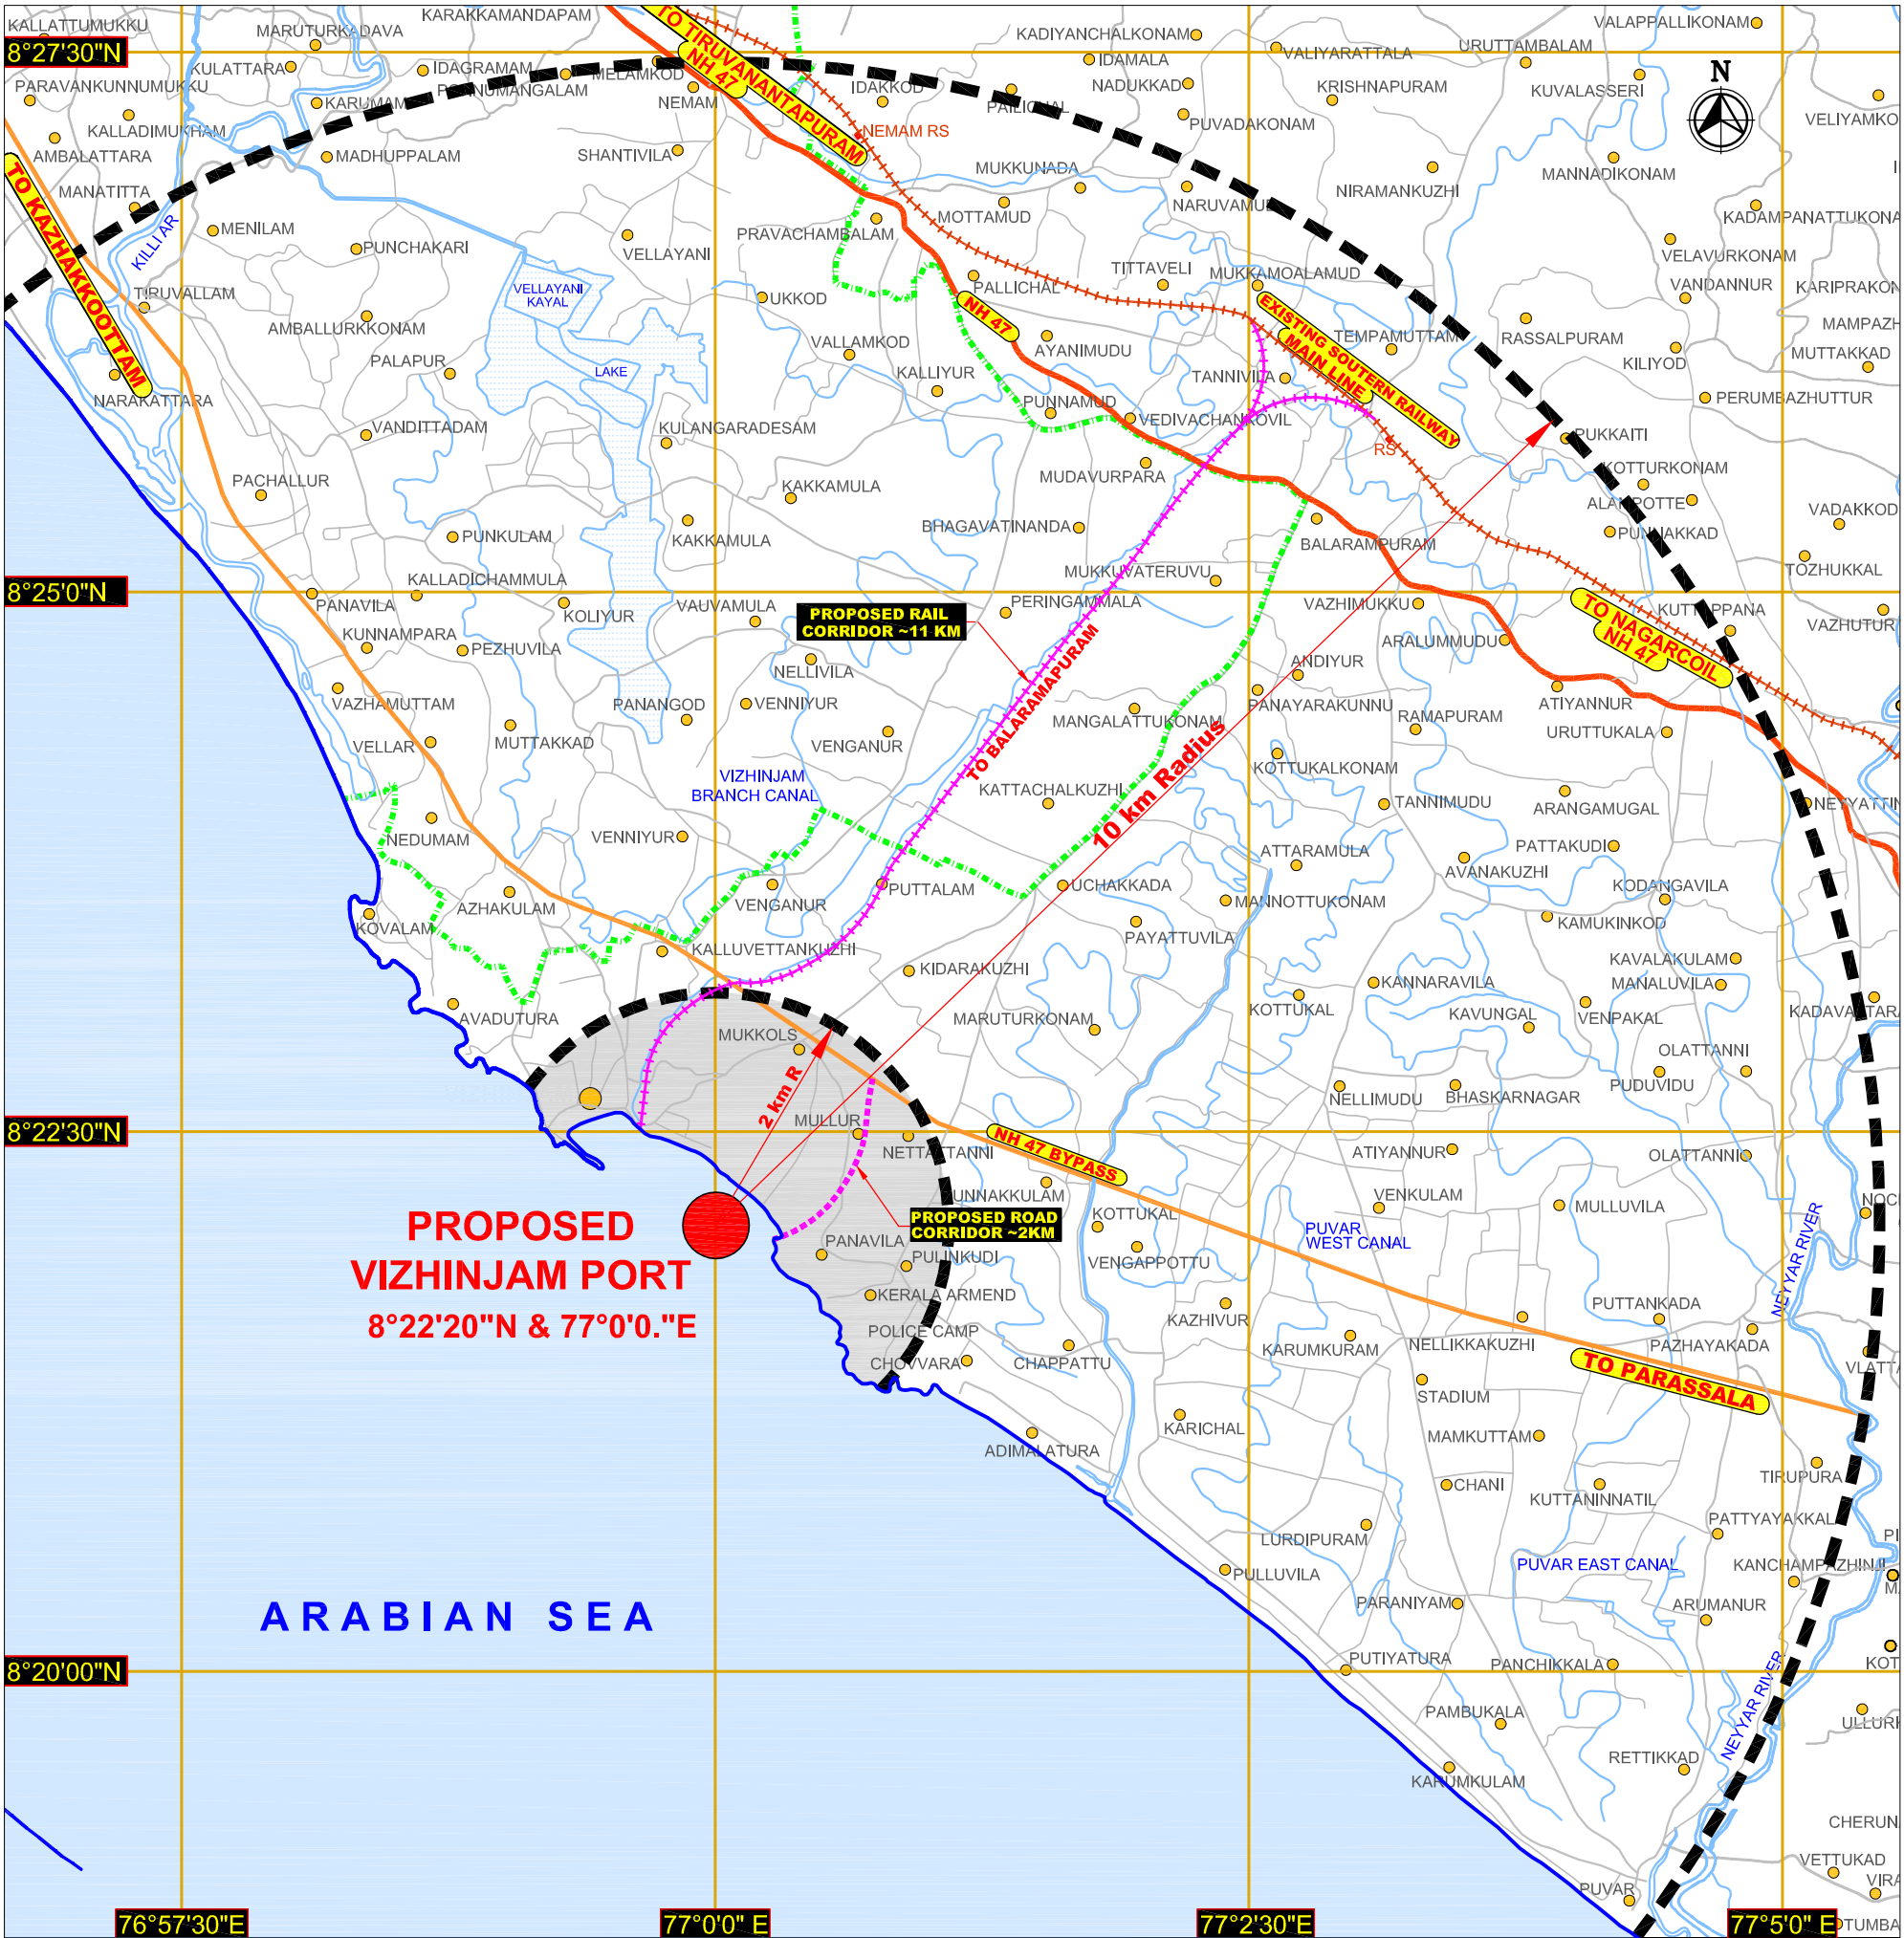 KALLATTUMUKKU
MARUTURKADAVA
KARAKKAMANDAPAM
TO TIRUVANANTAPURAM
NH 47
KADIYANCHALKONAM
VALAPPALLIKONAM
8°27'30"N
IDAMALA
VALIYARATTALA
URUTTAMBALAM
N
KULATTARA
IDAGRAMAM
MELAMKOD
NEMAM
IDAKKOD
NADUKKAD
KRISHNAPURAM
KUVALASSERI
PARAVANKUNNUMUKKU
KARUMAM
PUVADAKONAM
KALLADIMUKHAM
NEMAM RS
AMBALATTARA
MADHUPPALAM
SHANTIVILA
MUKKUNADA
MANNADIKONAM
MANATITTA
NIRAMANKUZHI
TO KAZHAKKOOTTAM
KILLI AR
MENILAM
PUNCHAKARI
VELLAYANI
PRAVACHAMBALAM
MOTTAMUD
VELAVURKONAM
TIRUVALLAM
VELLAYANI
KAYAL
UKKOD
PALLICHAL
TITTAVELI
MUKKAMOALAMUD
VANDANNUR
NH 47
EXISTING SOUTERN RAILWAY
MAIN LINE
AMBALLURKKONAM
VALLAMKOD
AYANIMUDU
TEMPAMUTTAM
RASSALPURAM
KILIYOD
MUTTAKKAD
PALAPUR
LAKE
KALLIYUR
TANNIVILA
NARAKATTARA
PUNNAMUD
VEDIVACHANKOVIL
PERUMBAZHUTTUR
VANDITTADAM
KULANGARADESAM
RS
PUKKAITI
PACHALLUR
KAKKAMULA
MUDAVURPARA
KOTTURKONAM
ALAMPOTTE
VADAKKOD
PUNKULAM
KAKKAMULA
BHAGAVATINANDA
BALARAMPURAM
TOZHUKKAL
8°25'0"N
KALLADICHAMMULA
MUKKUVATERUVU
PANAVILA
KOLIYUR
VAUVAMULA
PROPOSED RAIL
CORRIDOR ~11 KM
PERINGAMMALA
VAZHIMUKKU
TO NAGARCOIL
NH 47
KUTTAPPANA
KUNNAMPARA
PEZHUVILA
NELLIVILA
TO BALARAMAPURAM
ANDIYUR
ARALUMMUDU
VAZHAMUTTAM
PANANGOD
VENNIYUR
MANGALATTUKONAM
PANAYARAKUNNU
RAMAPURAM
ATIYANNUR
VELLAR
MUTTAKKAD
VENGANUR
URUTTUKALA
VIZHINJAM
BRANCH CANAL
KATTACHALKUZHI
10 km Radius
KOTTUKALKONAM
TANNIMUDU
ARANGAMUGAL
NEDUMAM
VENNIYUR
ATTARAMULA
AVANAKUZHI
PATTAKUDI
AZHAKULAM
VENGANUR
PUTTALAM
UCHAKKADA
MANNOTTUKONAM
KODANGAVILA
KOVALAM
PAYATTUVILA
KAMUKINKOD
KALLUVETTANKUZHI
KIDARAKUZHI
KAVALAKULAM
AVADUTURA
KOTTUKAL
KANNARAVILA
MANALUVILA
MUKKOLS
MARUTURKONAM
KAVUNGAL
VENPAKAL
2 km R
OLATTANNI
NELLIMUDU
BHASKARNAGAR
PUDUVIDU
8°22'30"N
MULLUR
NH 47 BYPASS
ATIYANNUR
OLATTANNI
PROPOSED
VIZHINJAM PORT
8°22'20"N & 77°0'0."E
PROPOSED ROAD
CORRIDOR ~2KM
KOTTUKAL
VENKULAM
MULLUVILA
PANAVILA
PULINKUDI
VENGAPPOTTU
PUVAR
WEST CANAL
NEYYAR RIVER
KERALA ARMEND
POLICE CAMP
KAZHIVUR
PUTTANKADA
CHOVVARA
CHAPPATTU
KARUMKURAM
NELLIKKAKUZHI
PAZHAYAKADA
TO PARASSALA
STADIUM
ADIMALATURA
KARICHAL
MAMKUTTAM
TIRUPURA
CHANI
KUTTANINNATIL
LURDIPURAM
PATTYAYAKKAL
PULLUVILA
PUVAR EAST CANAL
KANCHAMPAZHINJI
ARABIAN SEA
PARANIYAM
ARUMANUR
8°20'00"N
PUTIYATURA
PANCHIKKALA
NEYYAR RIVER
PAMBUKALA
RETTIKKAD
KARUMKULAM
VETTUKAD
PUVAR
76°57'30"E
77°0'0" E
77°2'30"E
77°5'0" E